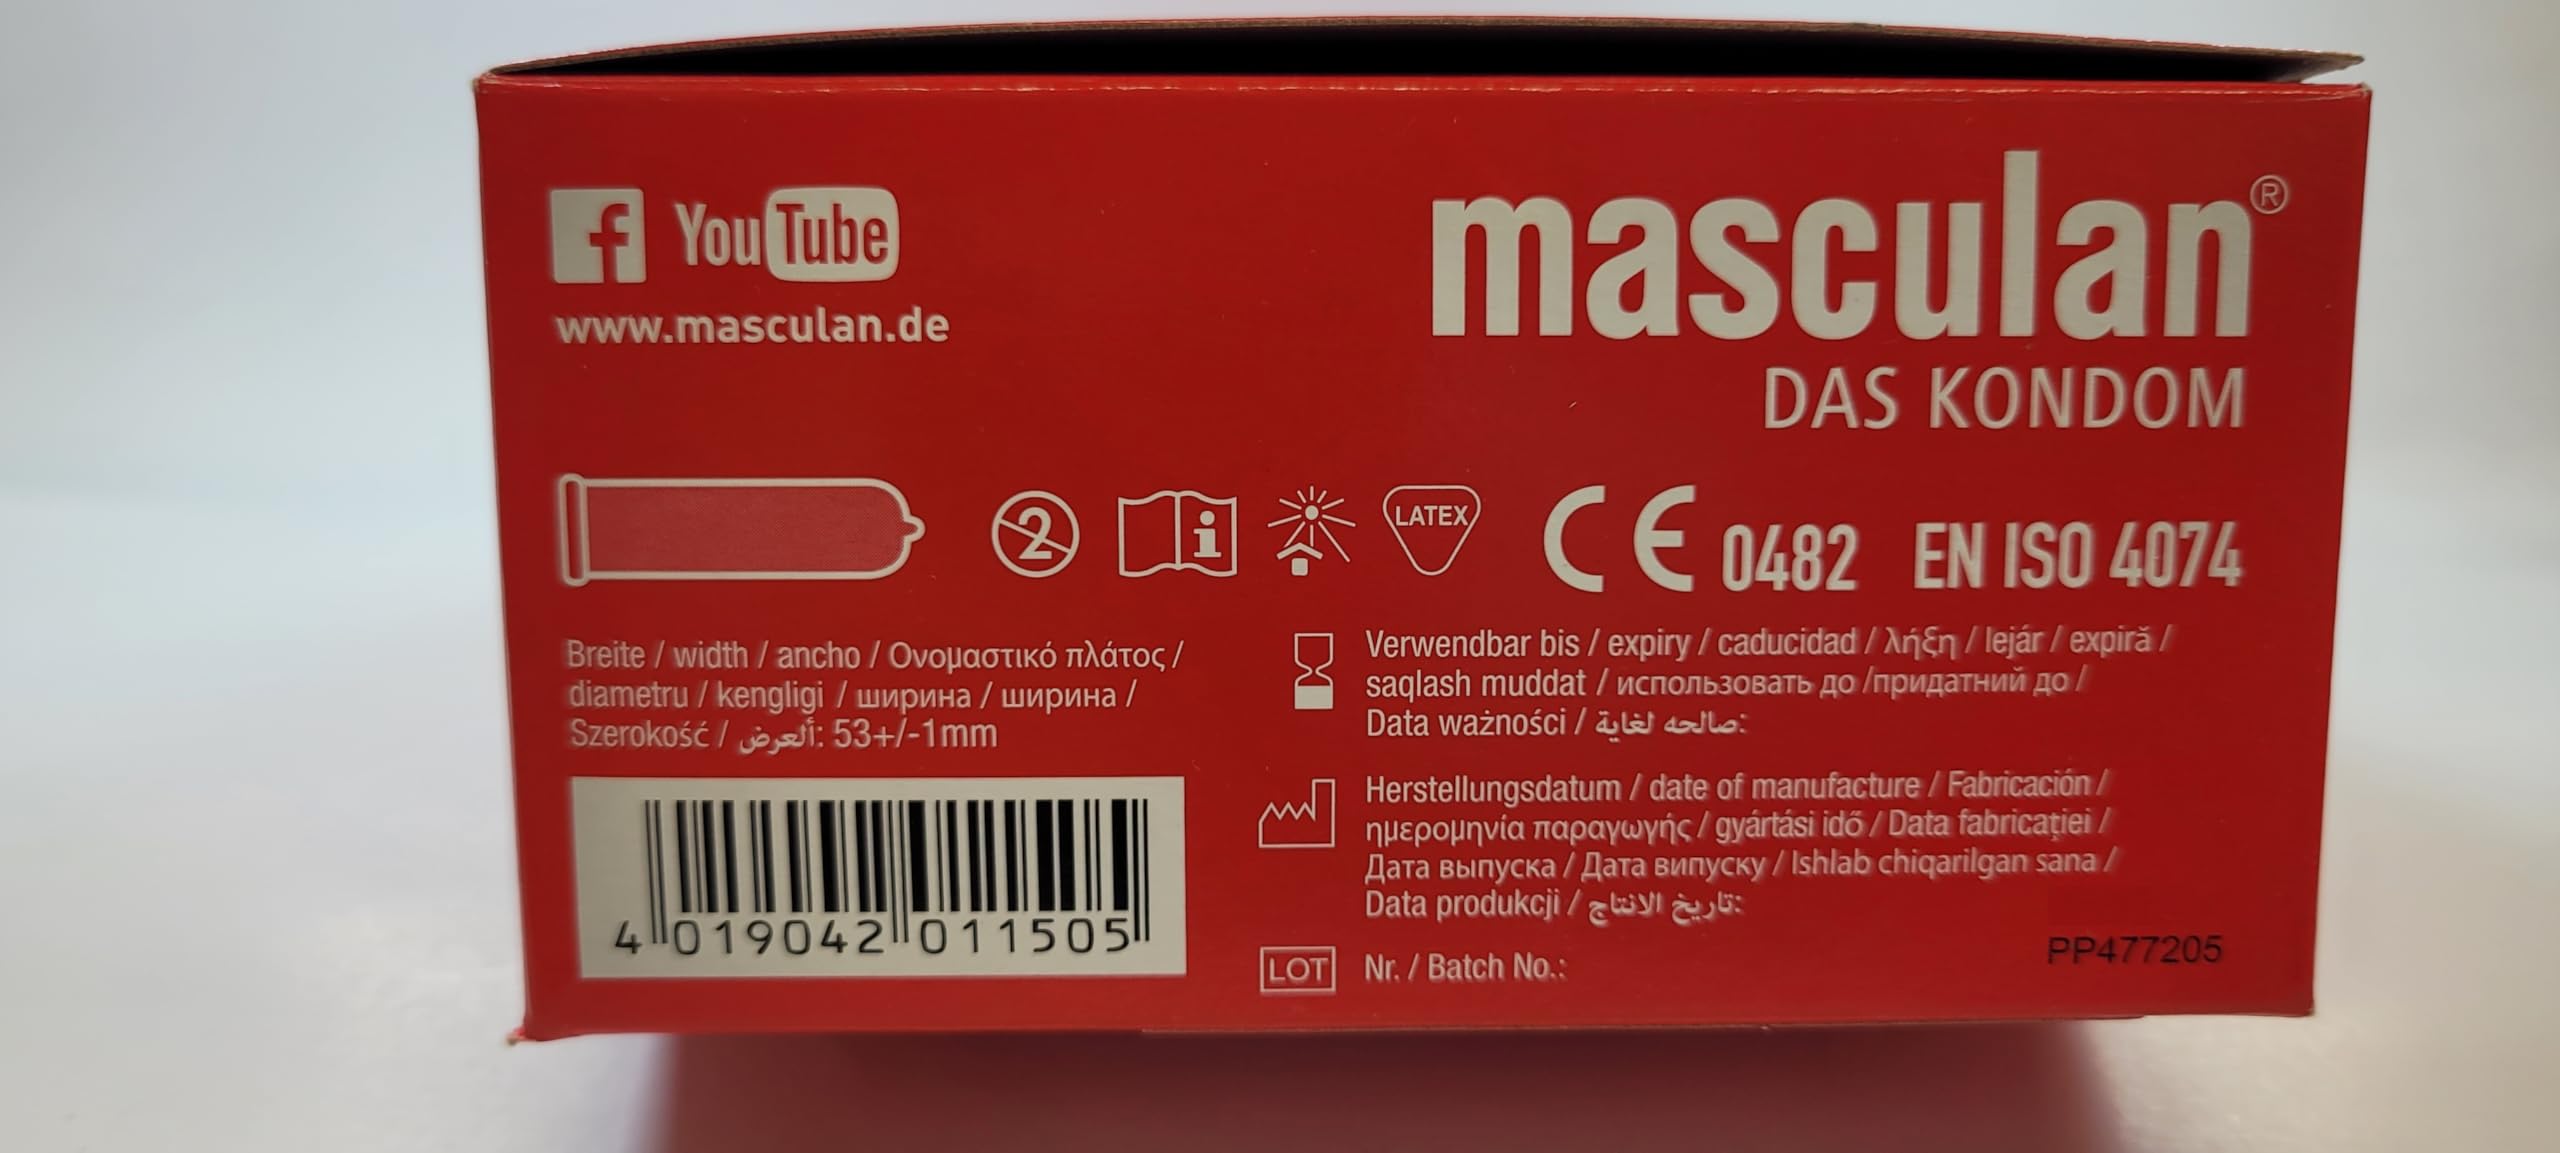 f YouTube
www.masculan.de
masculan®
DAS KONDOM
2
i
LATEX
CE 0482 EN ISO 4074
Breite / width / ancho / Ονομαστικό πλάτος /
diametru / kengligi / ширина / ширина /
Szerokość / ألعرض: 53+/-1mm
4 019042 011505
Verwendbar bis / expiry / caducidad / λήξη / lejár / expiră /
saqlash muddat / использовать до /придатний до /
Data ważności / صالحه لغاية:
Herstellungsdatum / date of manufacture / Fabricación /
ημερομηνία παραγωγής / gyártási idő / Data fabricației /
Дата выпуска / Дата випуску / Ishlab chiqarilgan sana /
Data produkcji / تاريخ الانتاج:
LOT Nr. / Batch No.:
PP477205